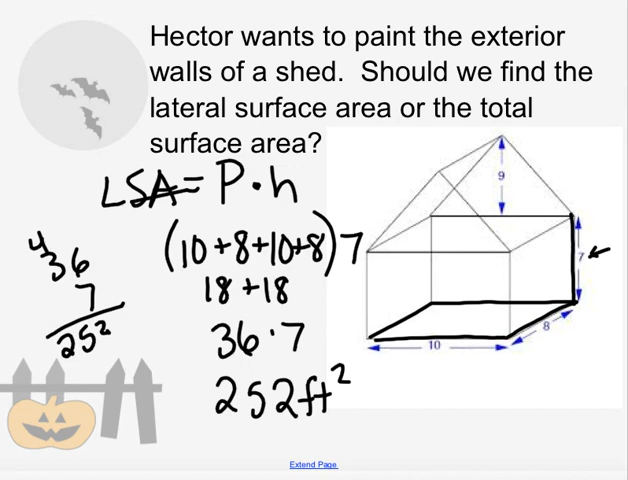 Hector wants to paint the exterior
walls of a shed. Should we find the
lateral surface area or the total
surface area?
LSA = P · h
(10+8+10+8) 7
18 + 18
36 · 7
252 ft²
4
36
7
252
9
7
8
10
Extend Page